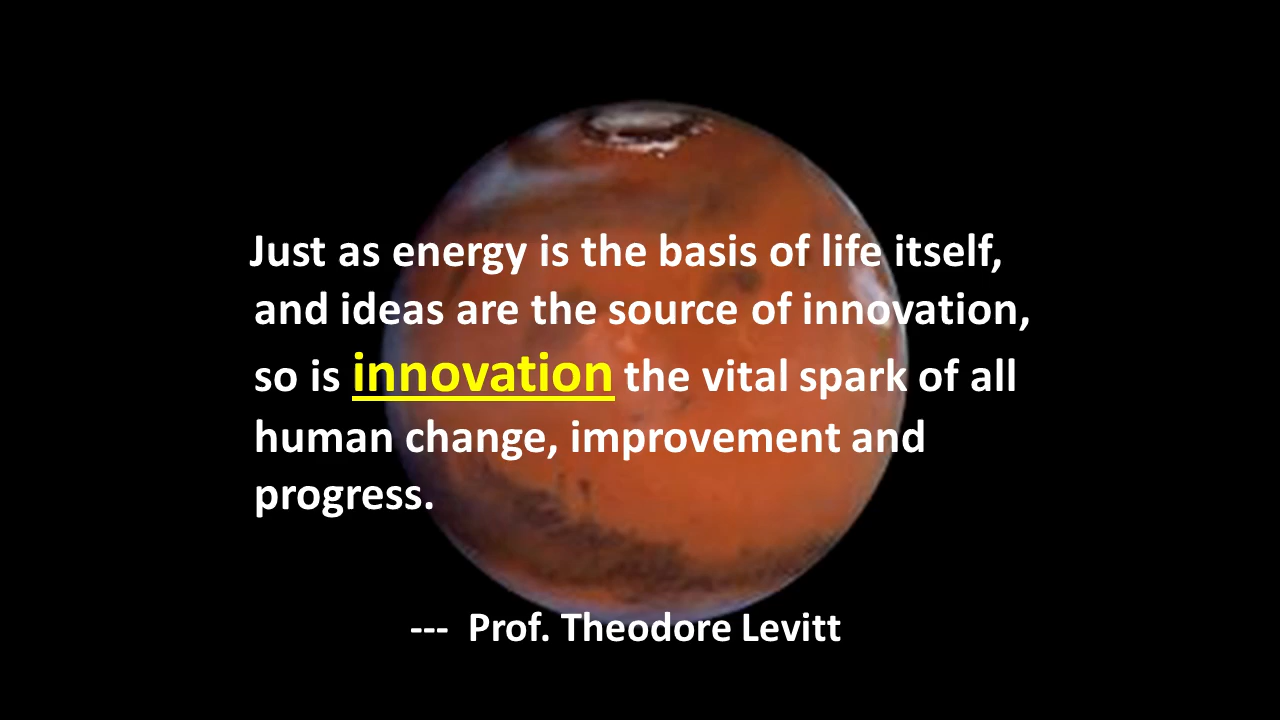 Just as energy is the basis of life itself,
and ideas are the source of innovation,
so is innovation the vital spark of all
human change, improvement and
progress.
--- Prof. Theodore Levitt